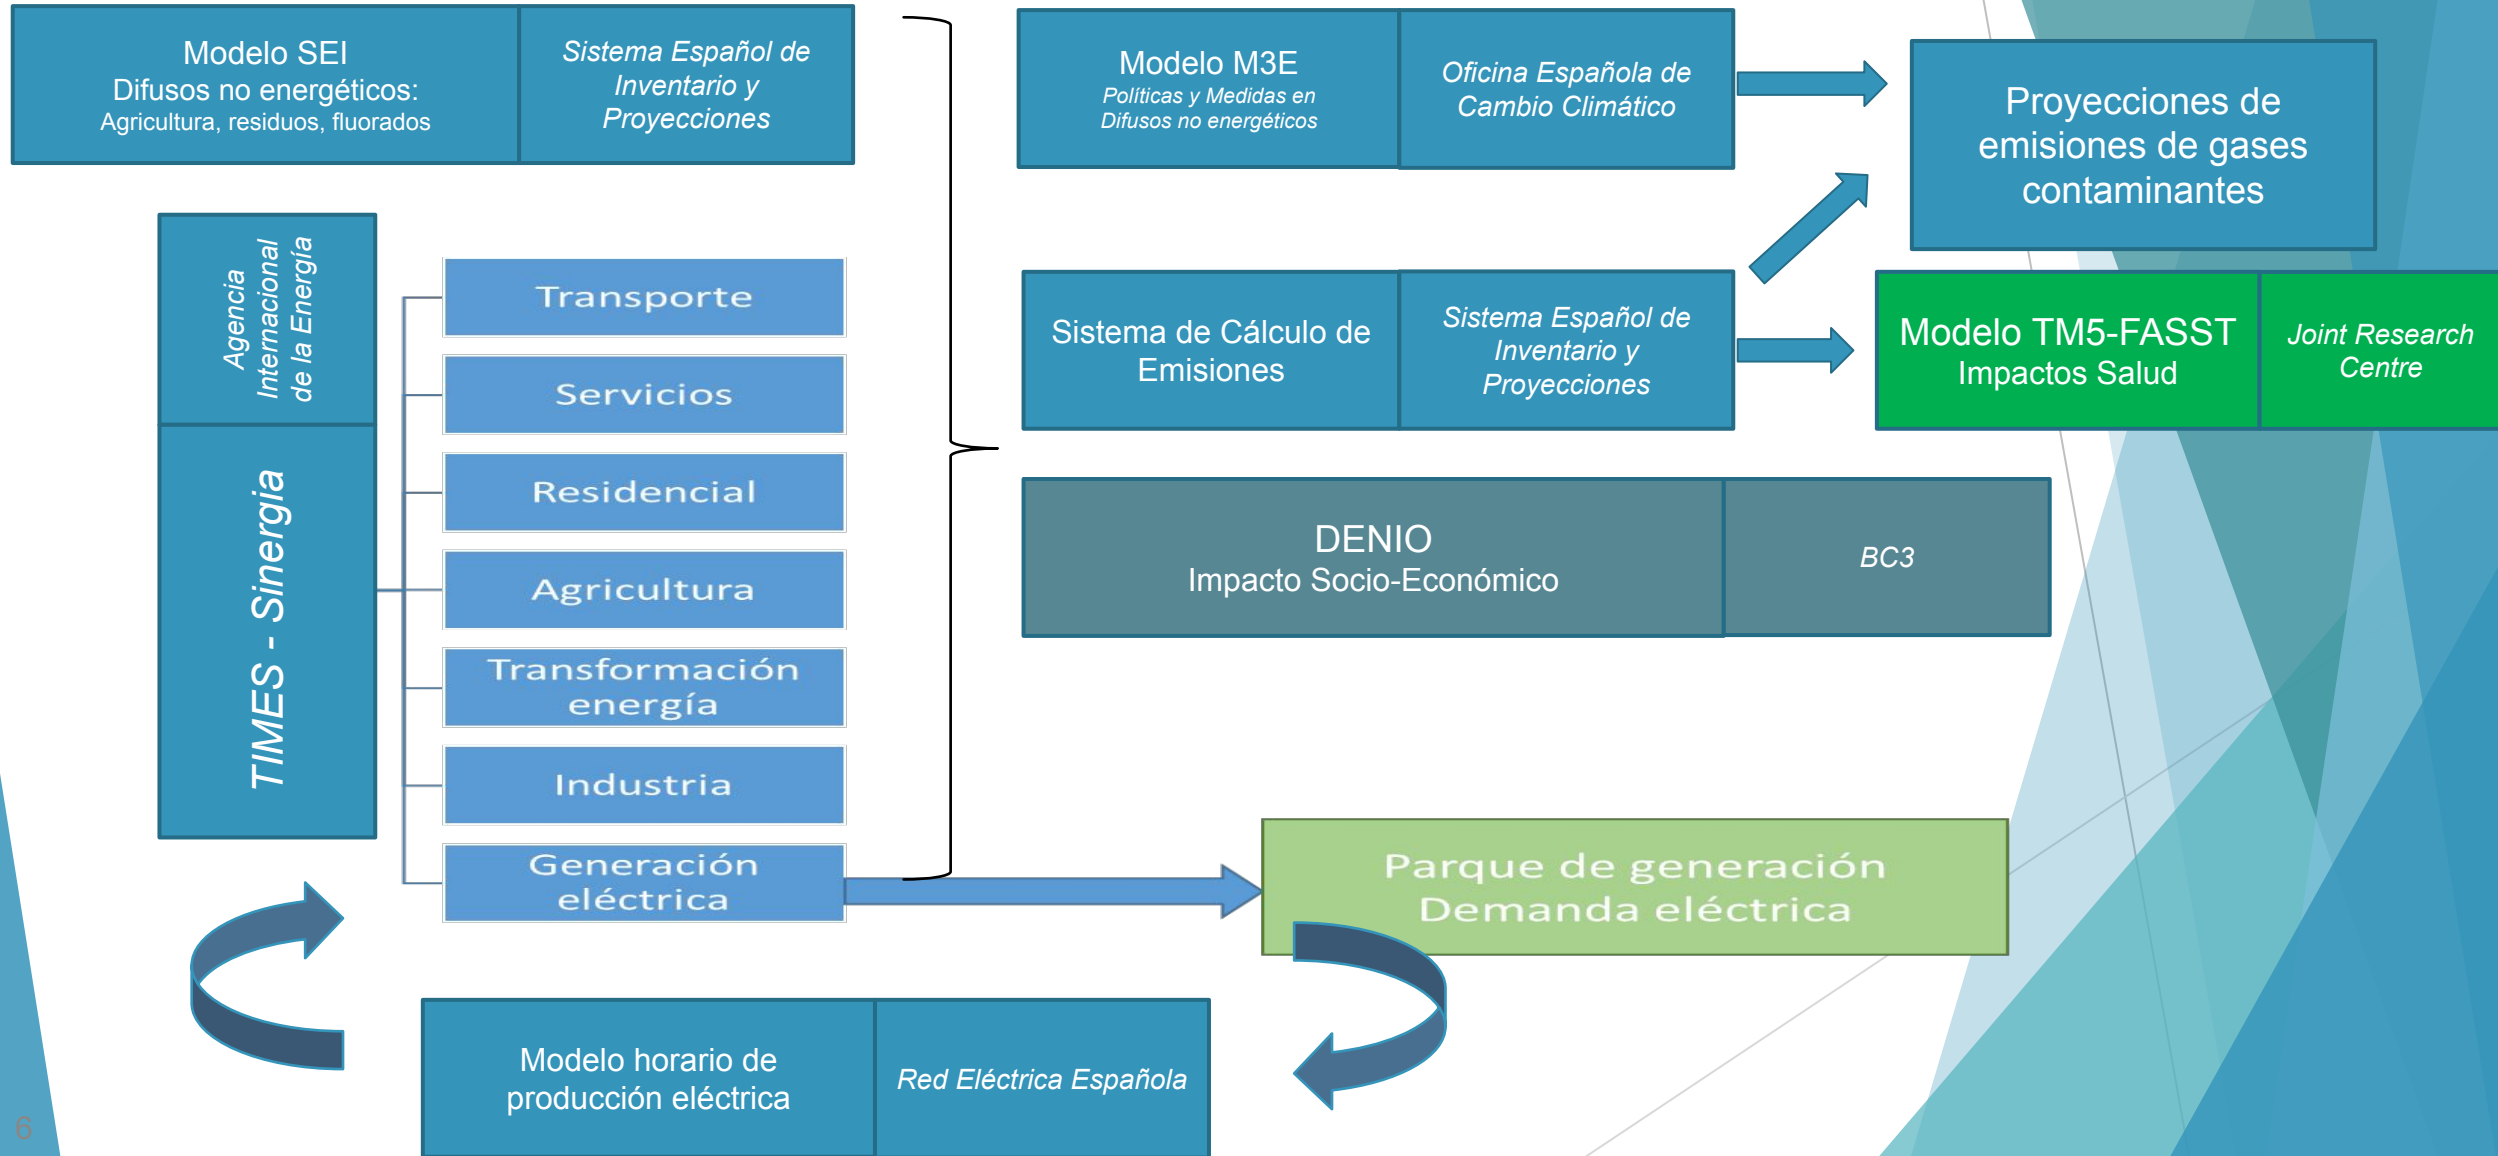 Modelo SEI
Difusos no energéticos:
Agricultura, residuos, fluorados
Sistema Español de
Inventario y
Proyecciones
Modelo M3E
Políticas y Medidas en
Difusos no energéticos
Oficina Española de
Cambio Climático
Proyecciones de
emisiones de gases
contaminantes
Agencia
Internacional
de la Energía
TIMES - Sinergia
Transporte
Servicios
Residencial
Agricultura
Transformación
energía
Industria
Generación
eléctrica
Sistema de Cálculo de
Emisiones
Sistema Español de
Inventario y
Proyecciones
Modelo TM5-FASST
Impactos Salud
Joint Research
Centre
DENIO
Impacto Socio-Económico
BC3
Parque de generación
Demanda eléctrica
Modelo horario de
producción eléctrica
Red Eléctrica Española
6